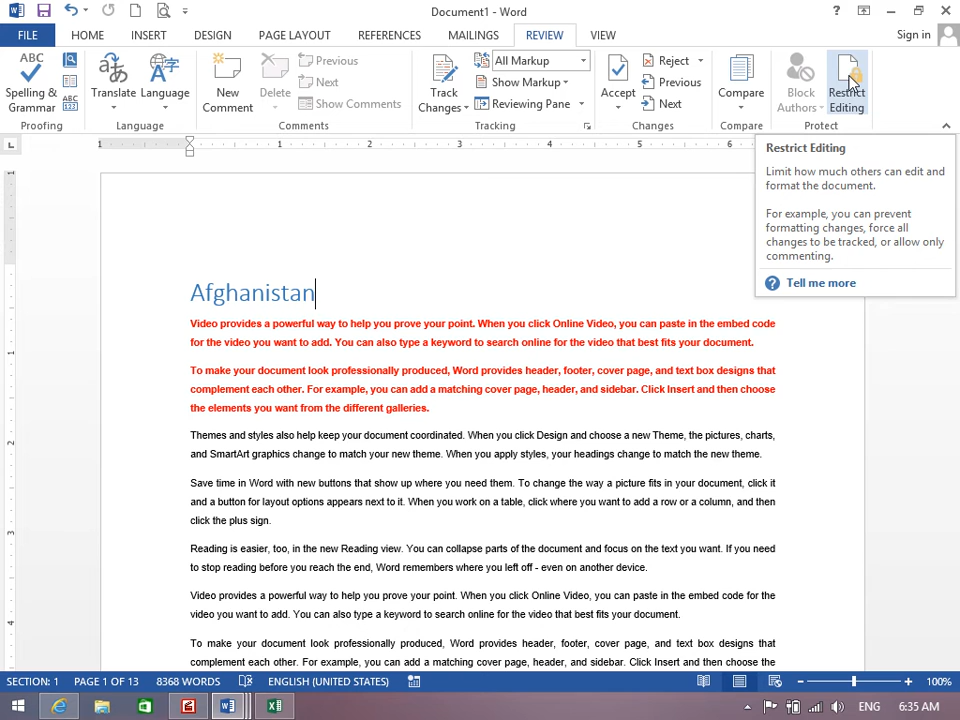 Document1 - Word
?
FILE HOME INSERT DESIGN PAGE LAYOUT REFERENCES MAILINGS REVIEW VIEW Sign in
ABC
Spelling &
Grammar
ABC
123
Proofing
Translate
Language
Language
New
Comment
Delete
Previous
Next
Show Comments
Comments
Track
Changes
All Markup
Show Markup
Reviewing Pane
Tracking
Accept
Reject
Previous
Next
Changes
Compare
Compare
Block
Authors
Restrict
Editing
Protect
Restrict Editing
Limit how much others can edit and
format the document.
For example, you can prevent
formatting changes, force all
changes to be tracked, or allow only
commenting.
? Tell me more
1 1 2 3 4 5 6
1
1
2
3
4
Afghanistan
Video provides a powerful way to help you prove your point. When you click Online Video, you can paste in the embed code
for the video you want to add. You can also type a keyword to search online for the video that best fits your document.
To make your document look professionally produced, Word provides header, footer, cover page, and text box designs that
complement each other. For example, you can add a matching cover page, header, and sidebar. Click Insert and then choose
the elements you want from the different galleries.
Themes and styles also help keep your document coordinated. When you click Design and choose a new Theme, the pictures, charts,
and SmartArt graphics change to match your new theme. When you apply styles, your headings change to match the new theme.
Save time in Word with new buttons that show up where you need them. To change the way a picture fits in your document, click it
and a button for layout options appears next to it. When you work on a table, click where you want to add a row or a column, and then
click the plus sign.
Reading is easier, too, in the new Reading view. You can collapse parts of the document and focus on the text you want. If you need
to stop reading before you reach the end, Word remembers where you left off - even on another device.
Video provides a powerful way to help you prove your point. When you click Online Video, you can paste in the embed code for the
video you want to add. You can also type a keyword to search online for the video that best fits your document.
To make your document look professionally produced, Word provides header, footer, cover page, and text box designs that
complement each other. For example, you can add a matching cover page, header, and sidebar. Click Insert and then choose the
SECTION: 1 PAGE 1 OF 13 8368 WORDS ENGLISH (UNITED STATES) 100%
ENG 6:35 AM